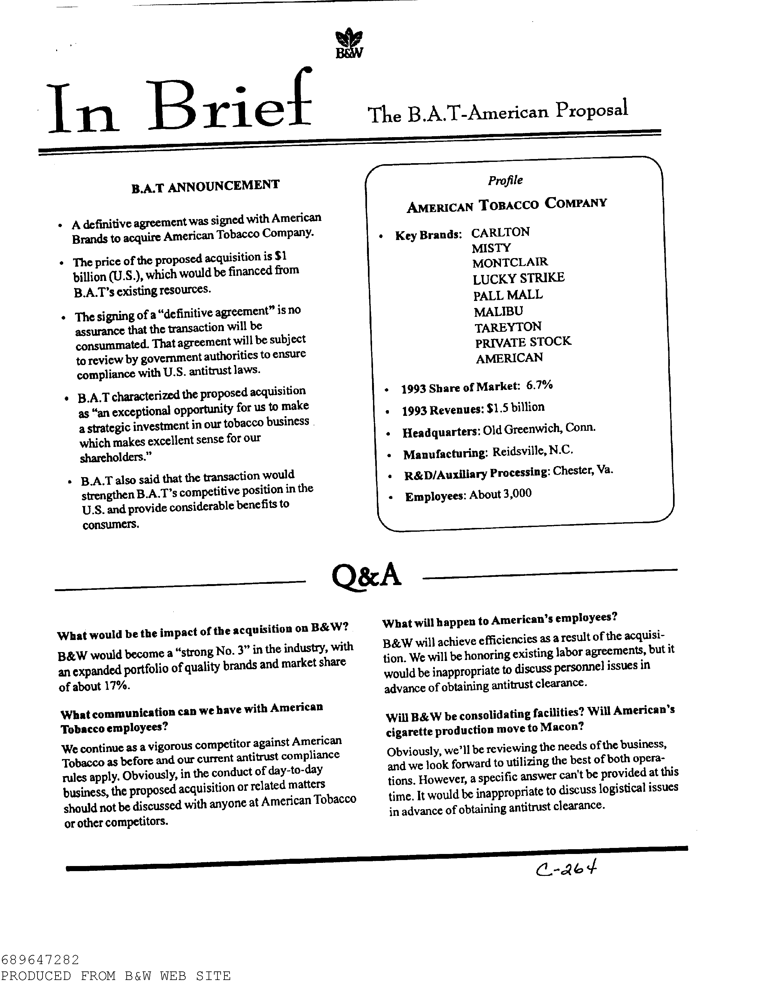 B&W
In Brief
The B.A.T-American Proposal
B.A.T ANNOUNCEMENT
• A definitive agreement was signed with American
Brands to acquire American Tobacco Company.
• The price of the proposed acquisition is $1
billion (U.S.), which would be financed from
B.A.T's existing resources.
• The signing of a "definitive agreement" is no
assurance that the transaction will be
consummated. That agreement will be subject
to review by government authorities to ensure
compliance with U.S. antitrust laws.
• B.A.T characterized the proposed acquisition
as "an exceptional opportunity for us to make
a strategic investment in our tobacco business
which makes excellent sense for our
shareholders."
• B.A.T also said that the transaction would
strengthen B.A.T's competitive position in the
U.S. and provide considerable benefits to
consumers.
Profile
AMERICAN TOBACCO COMPANY
• Key Brands: CARLTON
MISTY
MONTCLAIR
LUCKY STRIKE
PALL MALL
MALIBU
TAREYTON
PRIVATE STOCK
AMERICAN
• 1993 Share of Market: 6.7%
• 1993 Revenues: $1.5 billion
• Headquarters: Old Greenwich, Conn.
• Manufacturing: Reidsville, N.C.
• R&D/Auxiliary Processing: Chester, Va.
• Employees: About 3,000
Q&A
What would be the impact of the acquisition on B&W?
B&W would become a "strong No. 3" in the industry, with
an expanded portfolio of quality brands and market share
of about 17%.
What communication can we have with American
Tobacco employees?
We continue as a vigorous competitor against American
Tobacco as before and our current antitrust compliance
rules apply. Obviously, in the conduct of day-to-day
business, the proposed acquisition or related matters
should not be discussed with anyone at American Tobacco
or other competitors.
What will happen to American's employees?
B&W will achieve efficiencies as a result of the acquisi-
tion. We will be honoring existing labor agreements, but it
would be inappropriate to discuss personnel issues in
advance of obtaining antitrust clearance.
Will B&W be consolidating facilities? Will American's
cigarette production move to Macon?
Obviously, we'll be reviewing the needs of the business,
and we look forward to utilizing the best of both opera-
tions. However, a specific answer can't be provided at this
time. It would be inappropriate to discuss logistical issues
in advance of obtaining antitrust clearance.
C-264
689647282
PRODUCED FROM B&W WEB SITE